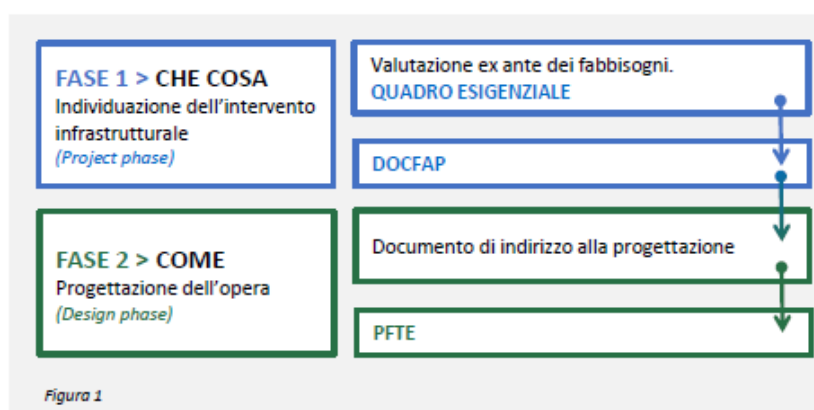 FASE 1 > CHE COSA
Individuazione dell'intervento
infrastrutturale
(Project phase)
Valutazione ex ante dei fabbisogni.
QUADRO ESIGENZIALE
DOCFAP
FASE 2 > COME
Progettazione dell'opera
(Design phase)
Documento di indirizzo alla progettazione
PFTE
Figura 1